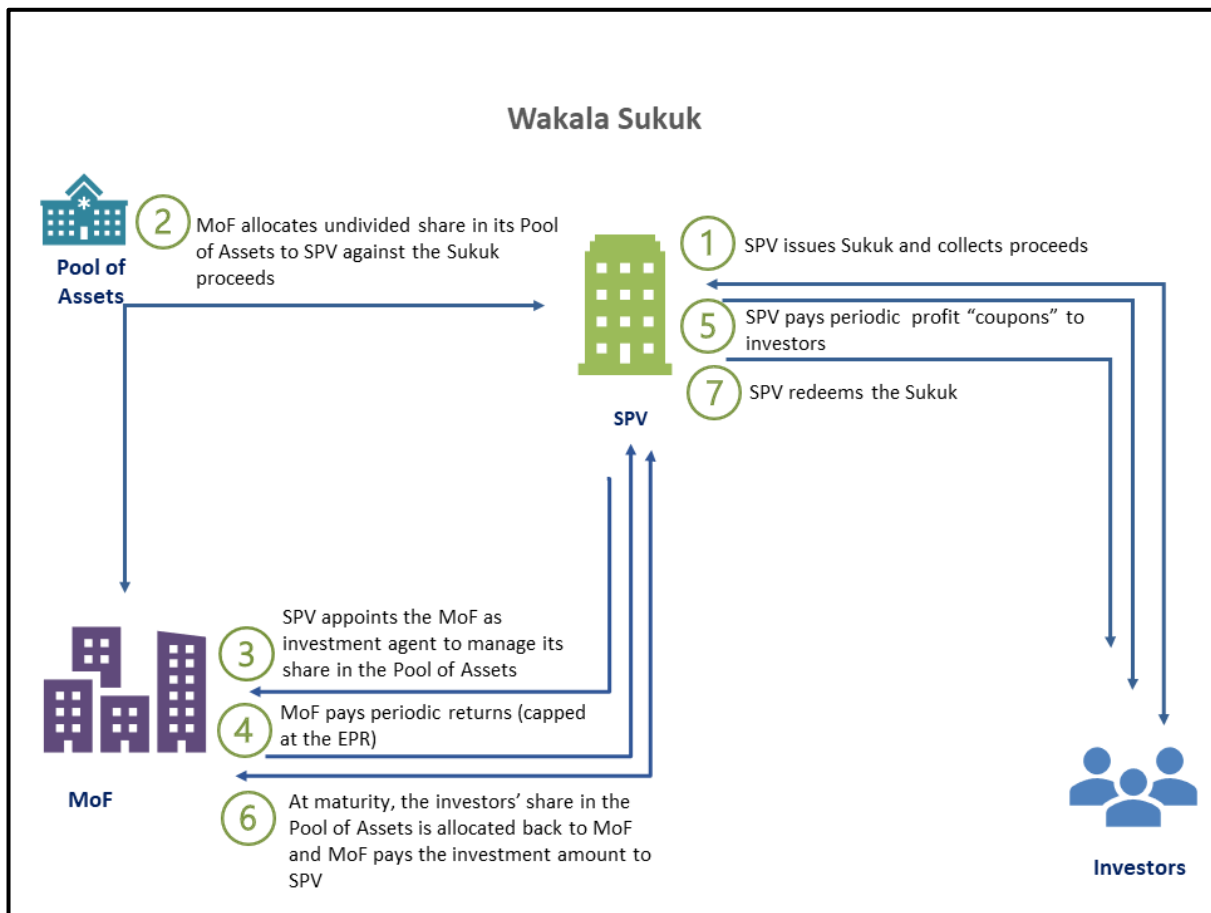 Wakala Sukuk
2
MoF allocates undivided share in its Pool
of Assets to SPV against the Sukuk
proceeds
Pool of
Assets
1
SPV issues Sukuk and collects proceeds
5
SPV pays periodic profit “coupons” to
investors
7
SPV redeems the Sukuk
SPV
3
SPV appoints the MoF as
investment agent to manage its
share in the Pool of Assets
4
MoF pays periodic returns (capped
at the EPR)
MoF
6
At maturity, the investors’ share in the
Pool of Assets is allocated back to MoF
and MoF pays the investment amount to
SPV
Investors